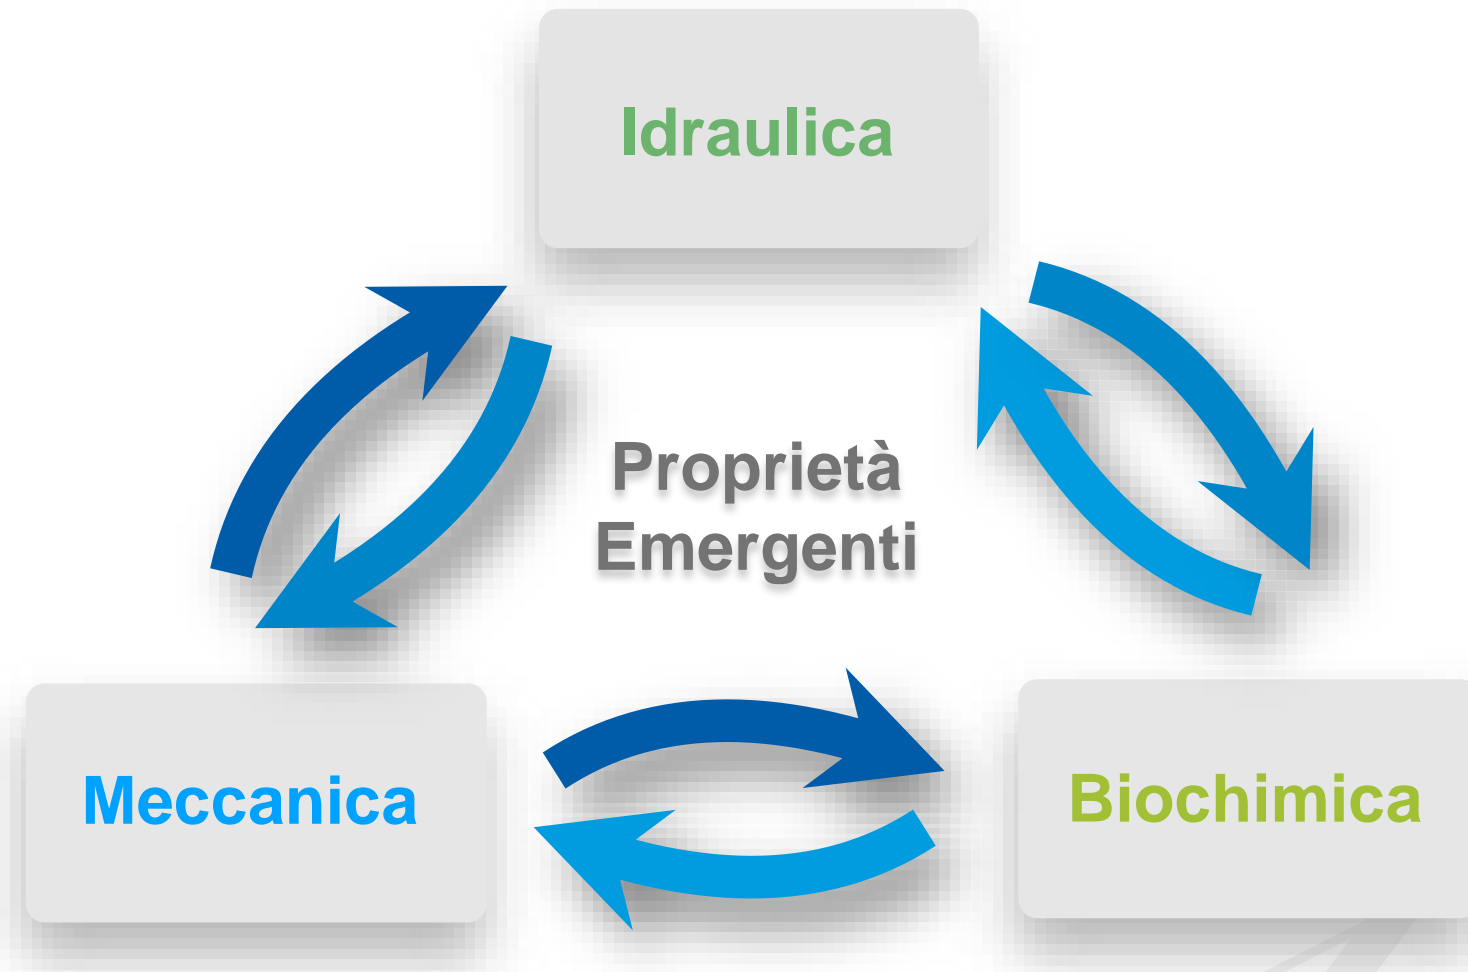 Idraulica
Proprietà
Emergenti
Meccanica
Biochimica